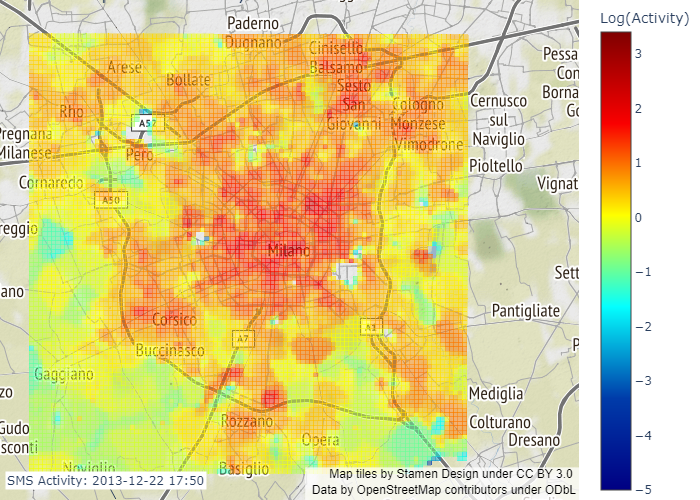 Log(Activity)
Paderno
Dugnano
Cinisello
Balsamo
Arese
Bollate
Sesto
San
Giovanni
Rho
Cologno
Monzese
Vimodrone
Pessa
Con
Borna
Go
Cernusco
sul
Naviglio
Pioltello
Vignat
A52
Pregnana
Milanese
Pero
Cornaredo
A50
reggio
Milano
Sett
ano
Pantigliate
Corsico
A7
A1
P
Buccinasco
Gaggiano
zo
Mediglia
Rozzano
Colturano
Dresano
Gudo
sconti
Opera
Noviglio
Basiglio
3
2
1
0
−1
−2
−3
−4
−5
SMS Activity: 2013-12-22 17:50
Map tiles by Stamen Design under CC BY 3.0
Data by OpenStreetMap contributors under ODbL